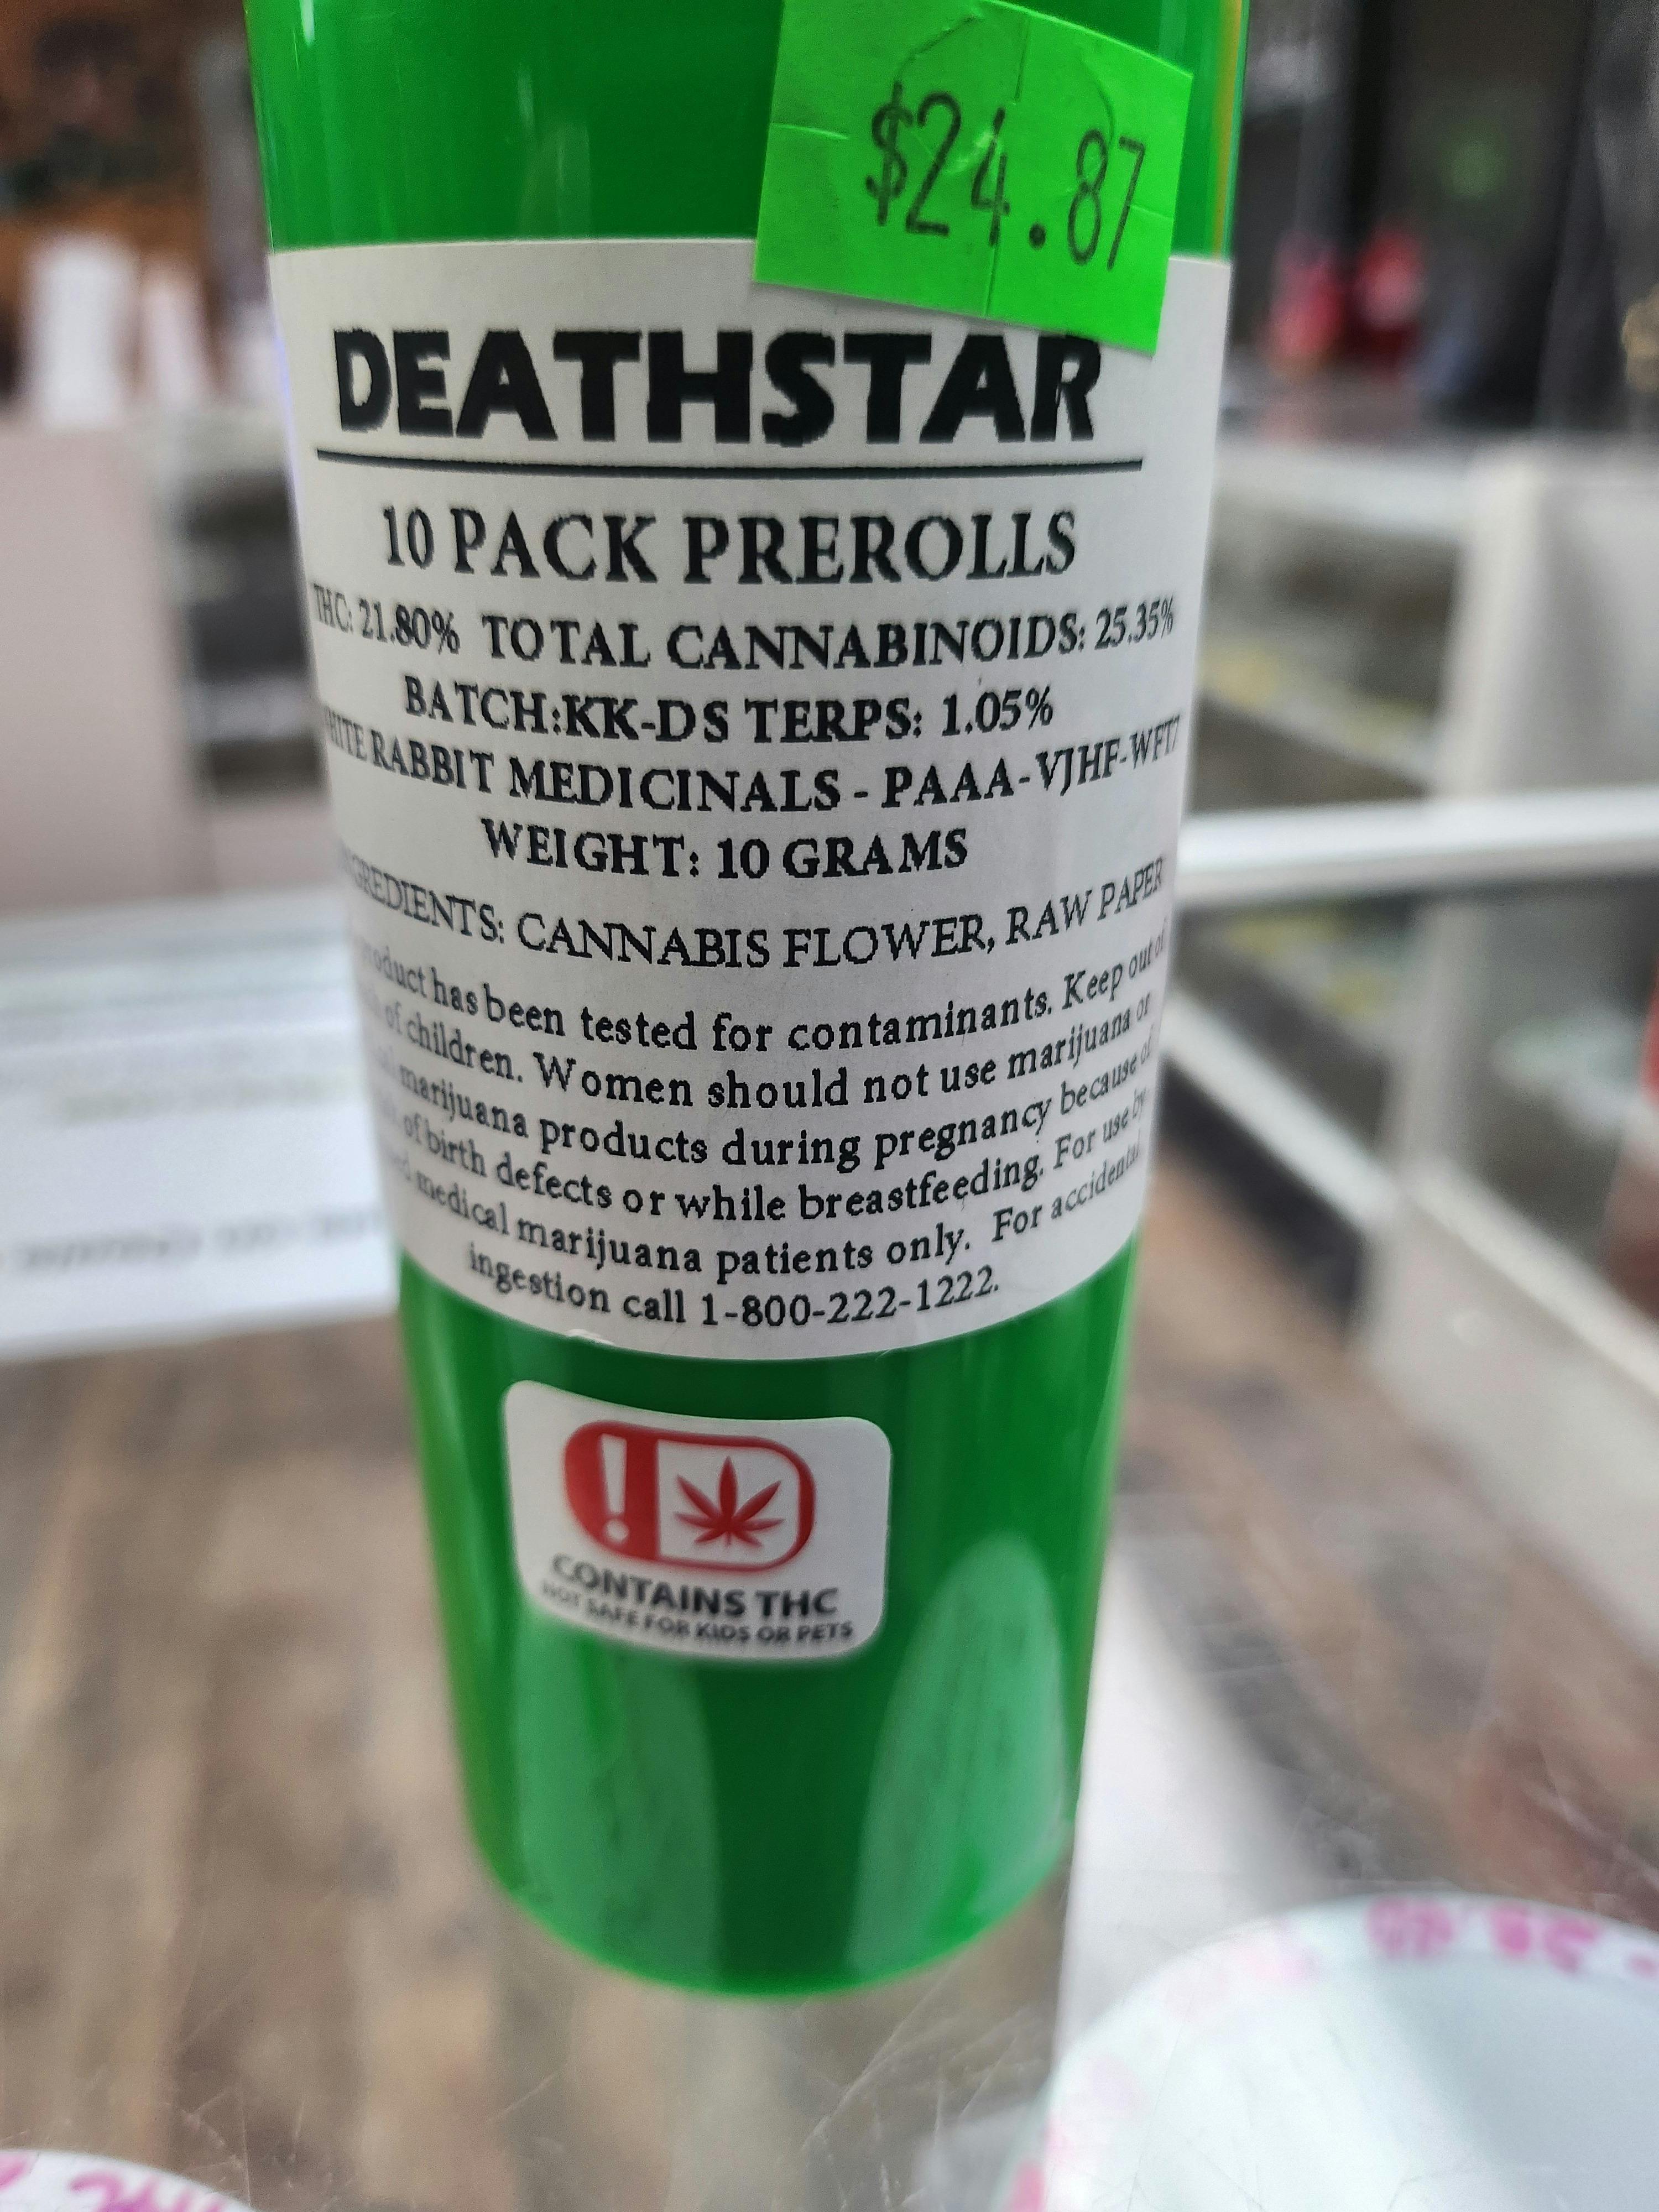 $24.87
DEATHSTAR
10 PACK PREROLLS
THC: 21.80% TOTAL CANNABINOIDS: 25.35%
BATCH:KK-DS TERPS: 1.05%
RABBIT MEDICINALS - PAAA-VJHF-WFT7
WEIGHT: 10 GRAMS
CANNABIS FLOWER, RAW PAPER
has been tested for contaminants. Keep out of
of children. Women should not use marijuana or
marijuana products during pregnancy because of
of birth defects or while breastfeeding. For use by
medical marijuana patients only. For accidental
ingestion call 1-800-222-1222.
CONTAINS THC
NOT SAFE FOR KIDS OR PETS